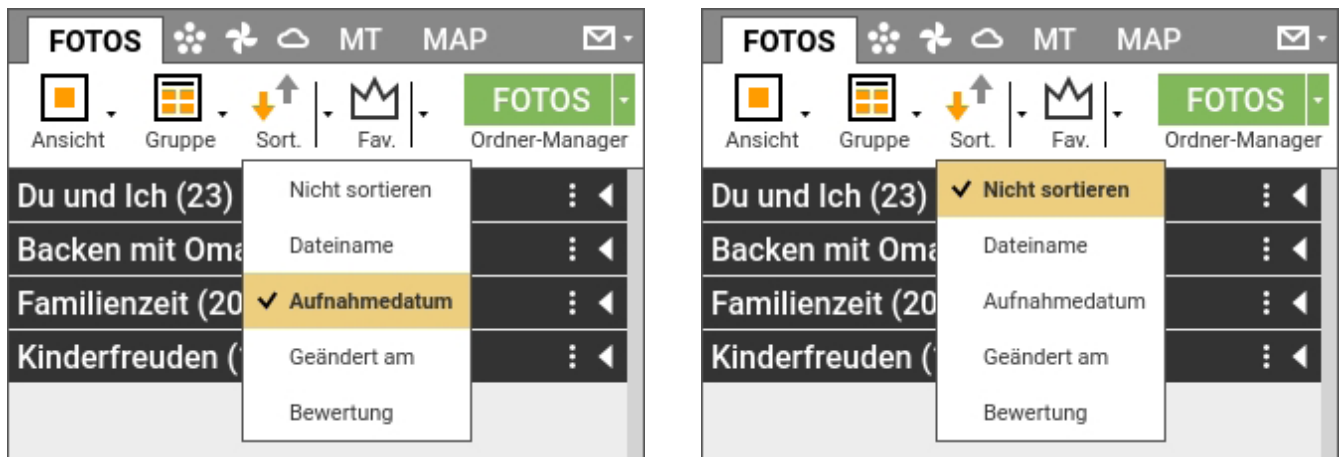 FOTOS MT MAP
Ansicht Gruppe Sort. Fav. FOTOS
Ordner-Manager
Du und Ich (23)
Backen mit Oma
Familienzeit (20
Kinderfreuden (
Nicht sortieren
Dateiname
Aufnahmedatum
Geändert am
Bewertung
FOTOS MT MAP
Ansicht Gruppe Sort. Fav. FOTOS
Ordner-Manager
Du und Ich (23)
Backen mit Oma
Familienzeit (20
Kinderfreuden (
Nicht sortieren
Dateiname
Aufnahmedatum
Geändert am
Bewertung